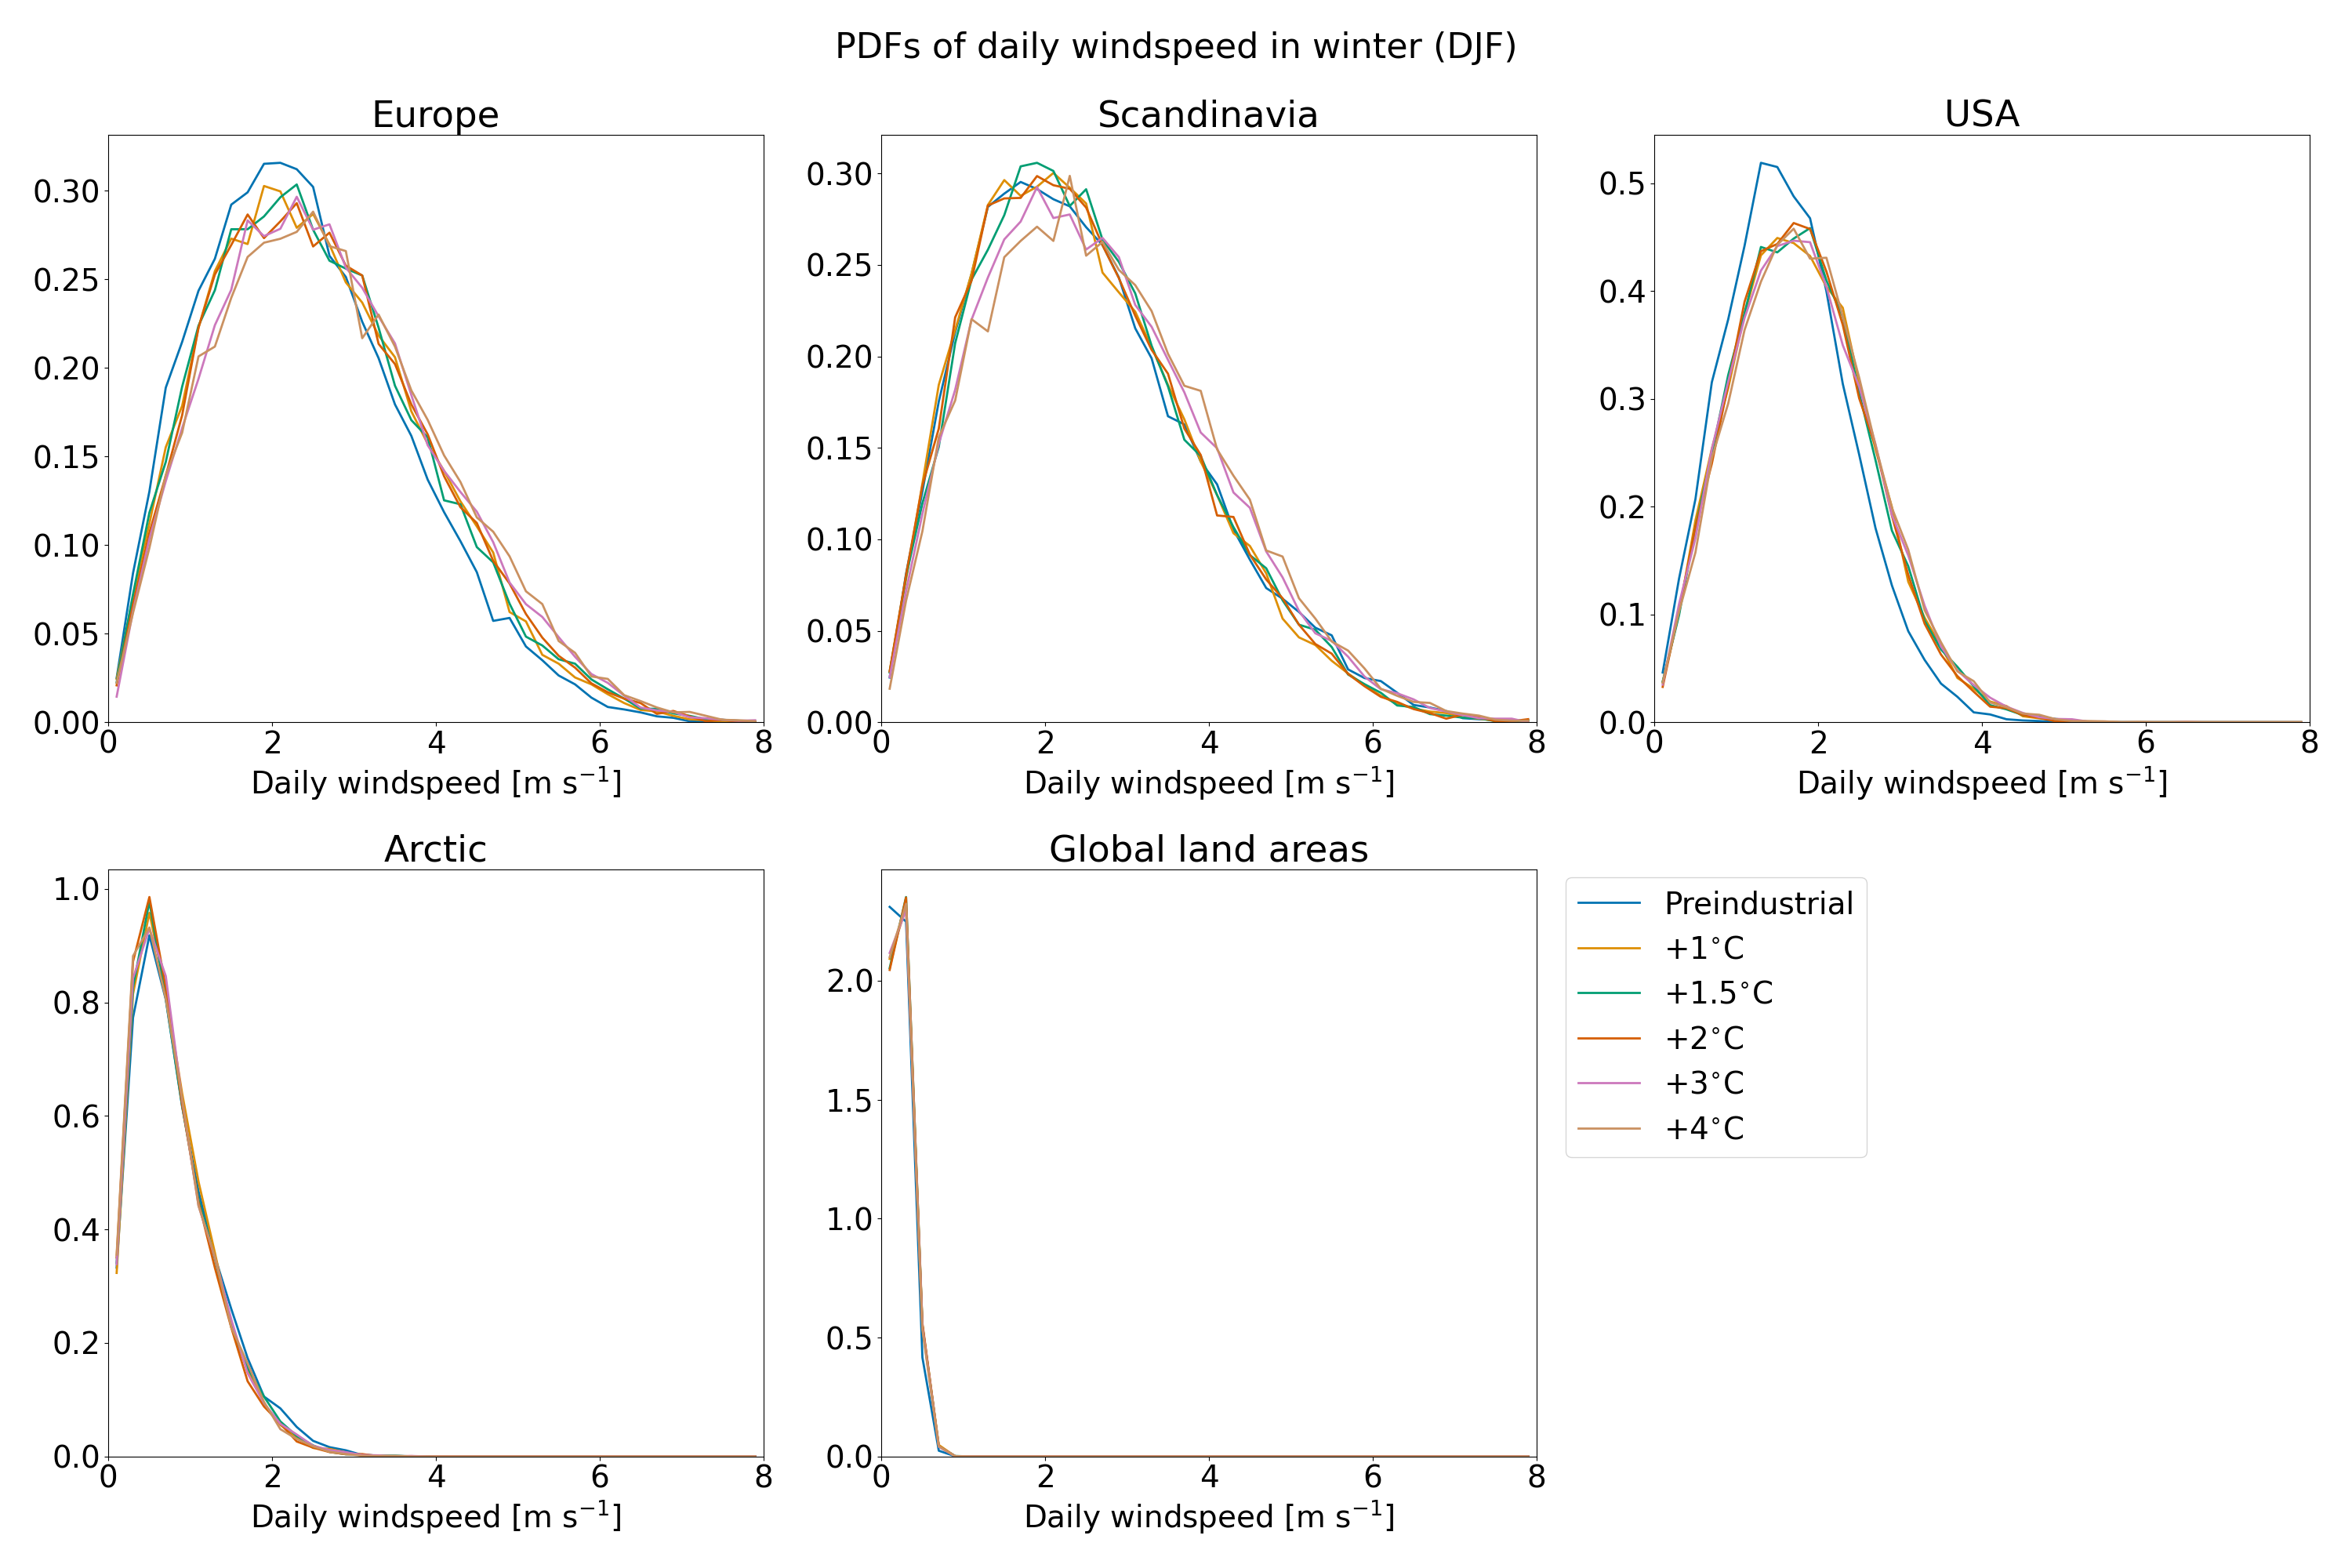 PDFs of daily windspeed in winter (DJF)
Europe
0.30
0.25
0.20
0.15
0.10
0.05
0.00
0 2 4 6 8
Daily windspeed [m s⁻¹]
Scandinavia
0.30
0.25
0.20
0.15
0.10
0.05
0.00
0 2 4 6 8
Daily windspeed [m s⁻¹]
USA
0.5
0.4
0.3
0.2
0.1
0.0
0 2 4 6 8
Daily windspeed [m s⁻¹]
Arctic
1.0
0.8
0.6
0.4
0.2
0.0
0 2 4 6 8
Daily windspeed [m s⁻¹]
Global land areas
2.0
1.5
1.0
0.5
0.0
0 2 4 6 8
Daily windspeed [m s⁻¹]
Preindustrial
+1°C
+1.5°C
+2°C
+3°C
+4°C